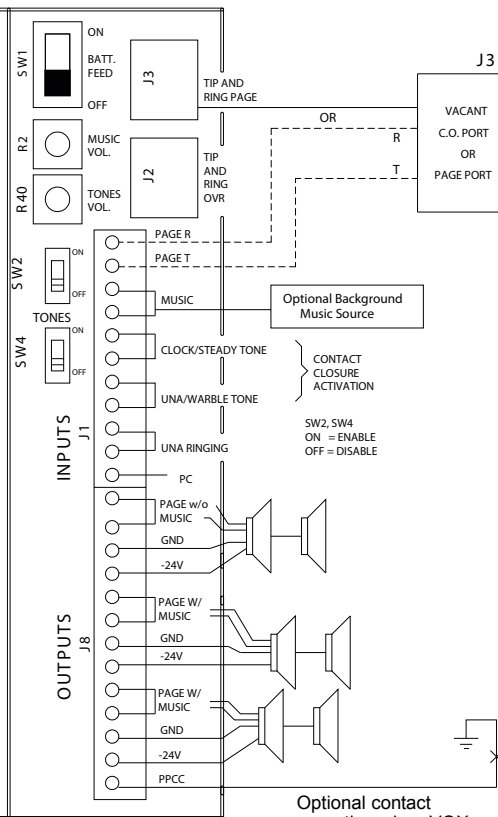 ON
SW1
BATT.
FEED
OFF
J3
TIP AND
RING PAGE
J3
VACANT
C.O. PORT
OR
PAGE PORT
OR
R
T
R2
MUSIC
VOL.
J2
TIP
AND
RING
OVR
R40
TONES
VOL.
SW2
ON
OFF
TONES
SW4
ON
OFF
INPUTS
J1
PAGE R
PAGE T
MUSIC
Optional Background
Music Source
CLOCK/STEADY TONE
CONTACT
CLOSURE
ACTIVATION
UNA/WARBLE TONE
SW2, SW4
ON = ENABLE
OFF = DISABLE
UNA RINGING
PC
OUTPUTS
J8
PAGE w/o
MUSIC
GND
-24V
PAGE W/
MUSIC
GND
-24V
PAGE W/
MUSIC
GND
-24V
PPCC
Optional contact